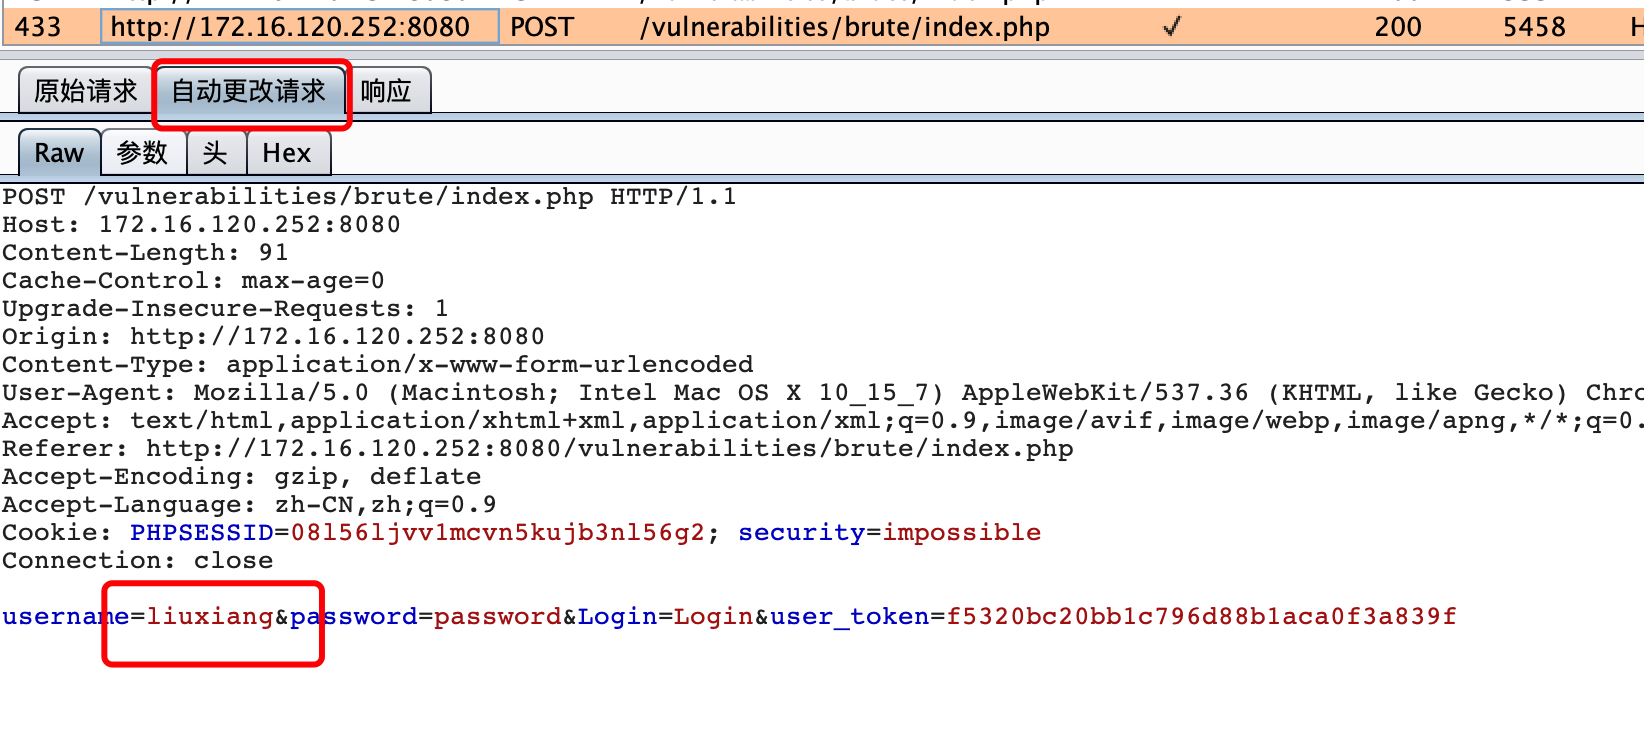 433 http://172.16.120.252:8080 POST /vulnerabilities/brute/index.php ✓ 200 5458 H
原始请求 自动更改请求 响应
Raw 参数 头 Hex
POST /vulnerabilities/brute/index.php HTTP/1.1
Host: 172.16.120.252:8080
Content-Length: 91
Cache-Control: max-age=0
Upgrade-Insecure-Requests: 1
Origin: http://172.16.120.252:8080
Content-Type: application/x-www-form-urlencoded
User-Agent: Mozilla/5.0 (Macintosh; Intel Mac OS X 10_15_7) AppleWebKit/537.36 (KHTML, like Gecko) Chro
Accept: text/html,application/xhtml+xml,application/xml;q=0.9,image/avif,image/webp,image/apng,*/*;q=0.
Referer: http://172.16.120.252:8080/vulnerabilities/brute/index.php
Accept-Encoding: gzip, deflate
Accept-Language: zh-CN,zh;q=0.9
Cookie: PHPSESSID=08l56ljvv1mcvn5kujb3nl56g2; security=impossible
Connection: close
username=liuxiang&password=password&Login=Login&user_token=f5320bc20bb1c796d88b1aca0f3a839f